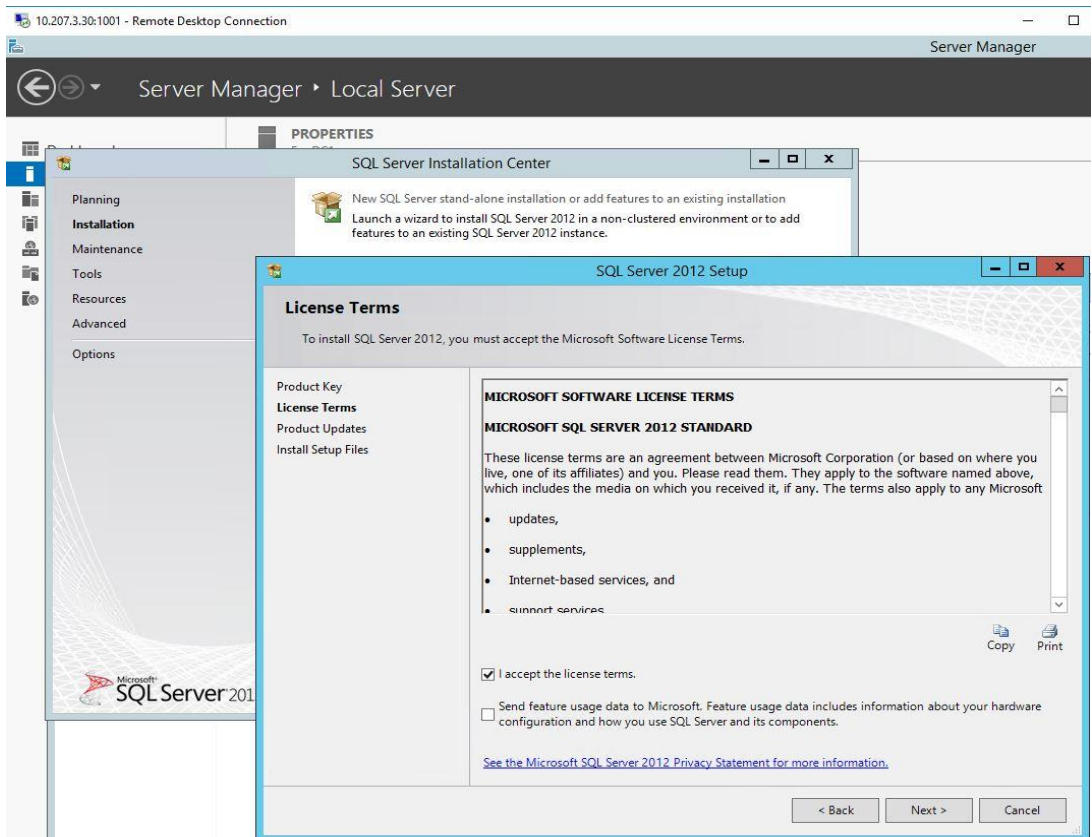 10.207.3.30:1001 - Remote Desktop Connection
Server Manager
Server Manager • Local Server
PROPERTIES
SQL Server Installation Center
Planning
Installation
Maintenance
Tools
Resources
Advanced
Options
New SQL Server stand-alone installation or add features to an existing installation
Launch a wizard to install SQL Server 2012 in a non-clustered environment or to add
features to an existing SQL Server 2012 instance.
Microsoft
SQL Server 201
SQL Server 2012 Setup
License Terms
To install SQL Server 2012, you must accept the Microsoft Software License Terms.
Product Key
License Terms
Product Updates
Install Setup Files
MICROSOFT SOFTWARE LICENSE TERMS
MICROSOFT SQL SERVER 2012 STANDARD
These license terms are an agreement between Microsoft Corporation (or based on where you
live, one of its affiliates) and you. Please read them. They apply to the software named above,
which includes the media on which you received it, if any. The terms also apply to any Microsoft
• updates,
• supplements,
• Internet-based services, and
• support services
Copy Print
I accept the license terms.
Send feature usage data to Microsoft. Feature usage data includes information about your hardware
configuration and how you use SQL Server and its components.
See the Microsoft SQL Server 2012 Privacy Statement for more information.
< Back Next > Cancel